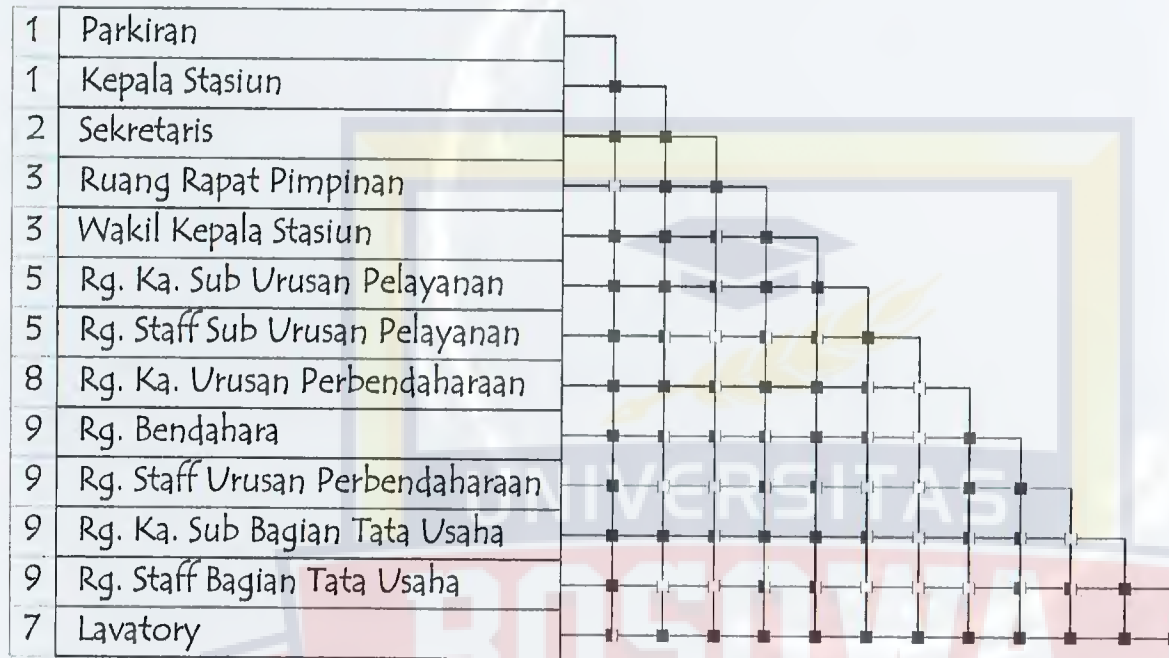 1 Parkiran
1 Kepala Stasiun
2 Sekretaris
3 Ruang Rapat Pimpinan
3 Wakil Kepala Stasiun
5 Rg. Ka. Sub Urusan Pelayanan
5 Rg. Staff Sub Urusan Pelayanan
8 Rg. Ka. Urusan Perbendaharaan
9 Rg. Bendahara
9 Rg. Staff Urusan Perbendaharaan
9 Rg. Ka. Sub Bagian Tata Usaha
9 Rg. Staff Bagian Tata Usaha
7 Lavatory
UNIVERSITAS
BOSOWA